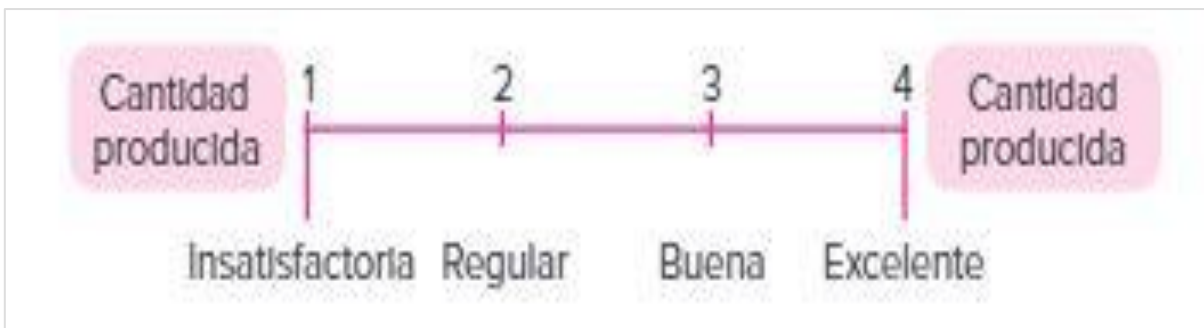 Cantidad
producida
1 2 3 4
Cantidad
producida
Insatisfactoria Regular Buena Excelente